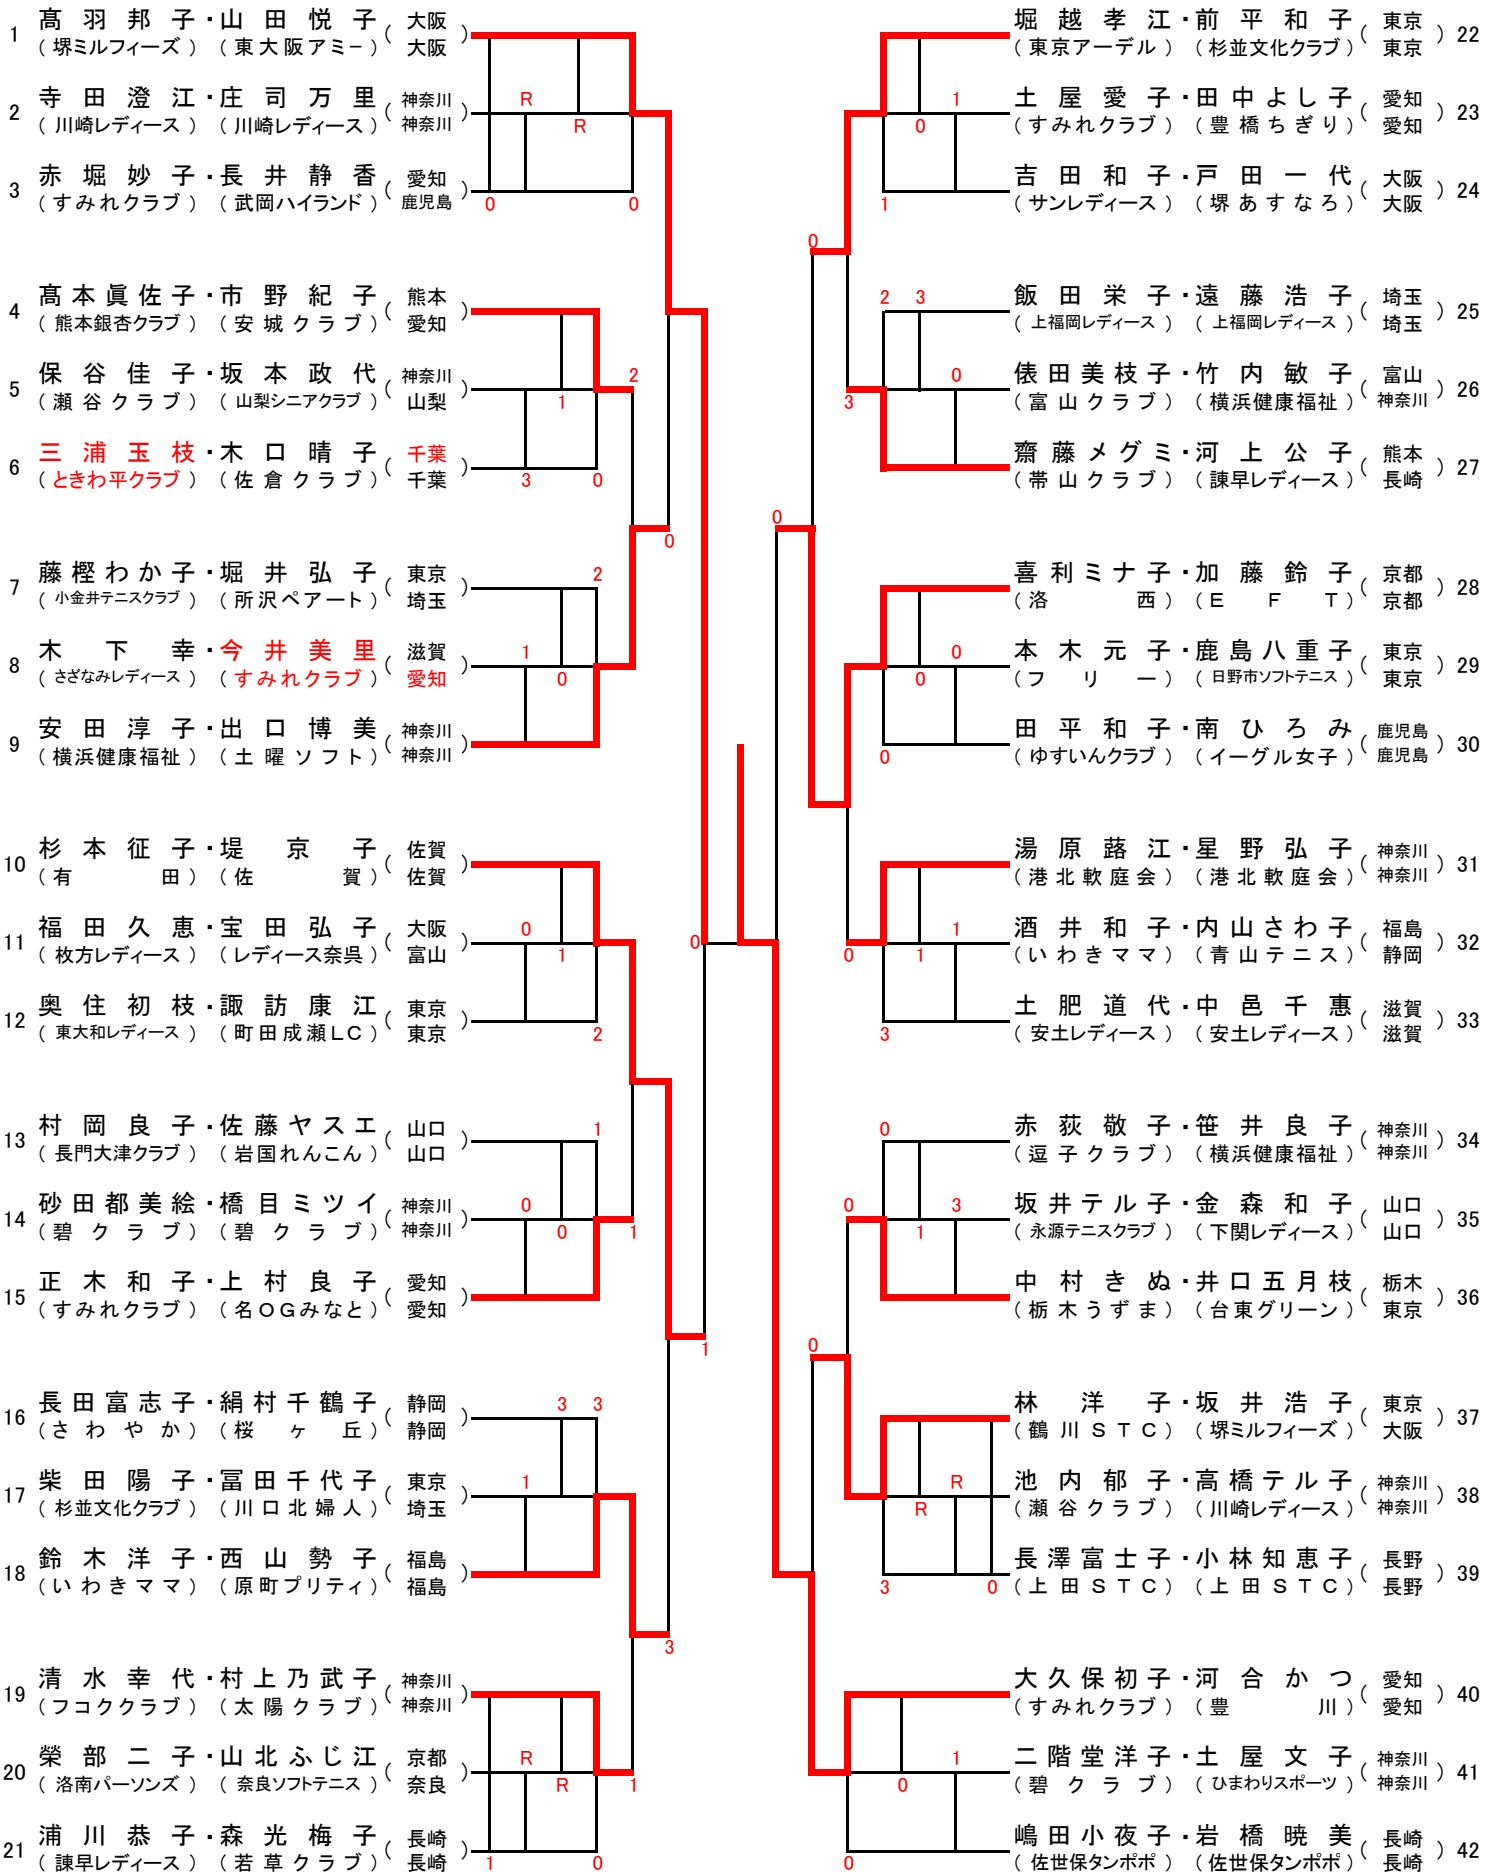 1 髙羽邦子・山田悦子 ( 大阪 )
(堺ミルフィーズ) (東大阪アミー) 大阪
2 寺田澄江・庄司万里 ( 神奈川 )
(川崎レディース) (川崎レディース) 神奈川
R
R
3 赤堀妙子・長井静香 ( 愛知 )
(すみれクラブ) (武岡ハイランド) 鹿児島
0 0
4 髙本眞佐子・市野紀子 ( 熊本 )
(熊本銀杏クラブ) (安城クラブ) 愛知
5 保谷佳子・坂本政代 ( 神奈川 )
(瀬谷クラブ) (山梨シニアクラブ) 山梨
2
1
6 三浦玉枝・木口晴子 ( 千葉 )
(ときわ平クラブ) (佐倉クラブ) 千葉
3 0
0
7 藤樫わか子・堀井弘子 ( 東京 )
(小金井テニスクラブ) (所沢ペアート) 埼玉
2
8 木下幸・今井美里 ( 滋賀 )
(さざなみレディース) (すみれクラブ) 愛知
1
0
9 安田淳子・出口博美 ( 神奈川 )
(横浜健康福祉) (土曜ソフト) 神奈川
10 杉本征子・堤京子 ( 佐賀 )
(有田) (佐賀) 佐賀
11 福田久恵・宝田弘子 ( 大阪 )
(枚方レディース) (レディース奈呉) 富山
0
1
0
12 奥住初枝・諏訪康江 ( 東京 )
(東大和レディース) (町田成瀬LC) 東京
2
13 村岡良子・佐藤ヤスエ ( 山口 )
(長門大津クラブ) (岩国れんこん) 山口
1
14 砂田都美絵・橋目ミツイ ( 神奈川 )
(碧クラブ) (碧クラブ) 神奈川
0
0 1
15 正木和子・上村良子 ( 愛知 )
(すみれクラブ) (名OGみなと) 愛知
1
16 長田富志子・絹村千鶴子 ( 静岡 )
(さわやか) (桜ヶ丘) 静岡
3 3
17 柴田陽子・冨田千代子 ( 東京 )
(杉並文化クラブ) (川口北婦人) 埼玉
1
18 鈴木洋子・西山勢子 ( 福島 )
(いわきママ) (原町プリティ) 福島
3
19 清水幸代・村上乃武子 ( 神奈川 )
(フコククラブ) (太陽クラブ) 神奈川
20 榮部二子・山北ふじ江 ( 京都 )
(洛南パーソンズ) (奈良ソフトテニス) 奈良
R
R 1
21 浦川恭子・森光梅子 ( 長崎 )
(諫早レディース) (若草クラブ) 長崎
1 0
堀越孝江・前平和子 ( 東京 ) 22
(東京アーデル) (杉並文化クラブ) 東京
土屋愛子・田中よし子 ( 愛知 ) 23
(すみれクラブ) (豊橋ちぎり) 愛知
1
0
吉田和子・戸田一代 ( 大阪 ) 24
(サンレディース) (堺あすなろ) 大阪
1
0
飯田栄子・遠藤浩子 ( 埼玉 ) 25
(上福岡レディース) (上福岡レディース) 埼玉
2 3
俵田美枝子・竹内敏子 ( 富山 ) 26
(富山クラブ) (横浜健康福祉) 神奈川
0
3
齋藤メグミ・河上公子 ( 熊本 ) 27
(帯山クラブ) (諫早レディース) 長崎
0
喜利ミナ子・加藤鈴子 ( 京都 ) 28
(洛西) (EFT) 京都
本木元子・鹿島八重子 ( 東京 ) 29
(フリー) (日野市ソフトテニス) 東京
0
0
田平和子・南ひろみ ( 鹿児島 ) 30
(ゆすいんクラブ) (イーグル女子) 鹿児島
0
湯原蕗江・星野弘子 ( 神奈川 ) 31
(港北軟庭会) (港北軟庭会) 神奈川
酒井和子・内山さわ子 ( 福島 ) 32
(いわきママ) (青山テニス) 静岡
1
0 1
土肥道代・中邑千惠 ( 滋賀 ) 33
(安土レディース) (安土レディース) 滋賀
3
赤荻敬子・笹井良子 ( 神奈川 ) 34
(逗子クラブ) (横浜健康福祉) 神奈川
0
坂井テル子・金森和子 ( 山口 ) 35
(永源テニスクラブ) (下関レディース) 山口
0 3
1
中村きぬ・井口五月枝 ( 栃木 ) 36
(栃木うずま) (台東グリーン) 東京
0
林洋子・坂井浩子 ( 東京 ) 37
(鶴川STC) (堺ミルフィーズ) 大阪
池内郁子・高橋テル子 ( 神奈川 ) 38
(瀬谷クラブ) (川崎レディース) 神奈川
R
R
長澤富士子・小林知恵子 ( 長野 ) 39
(上田STC) (上田STC) 長野
3 0
大久保初子・河合かつ ( 愛知 ) 40
(すみれクラブ) (豊川) 愛知
二階堂洋子・土屋文子 ( 神奈川 ) 41
(碧クラブ) (ひまわりスポーツ) 神奈川
1
0
嶋田小夜子・岩橋暁美 ( 長崎 ) 42
(佐世保タンポポ) (佐世保タンポポ) 長崎
0